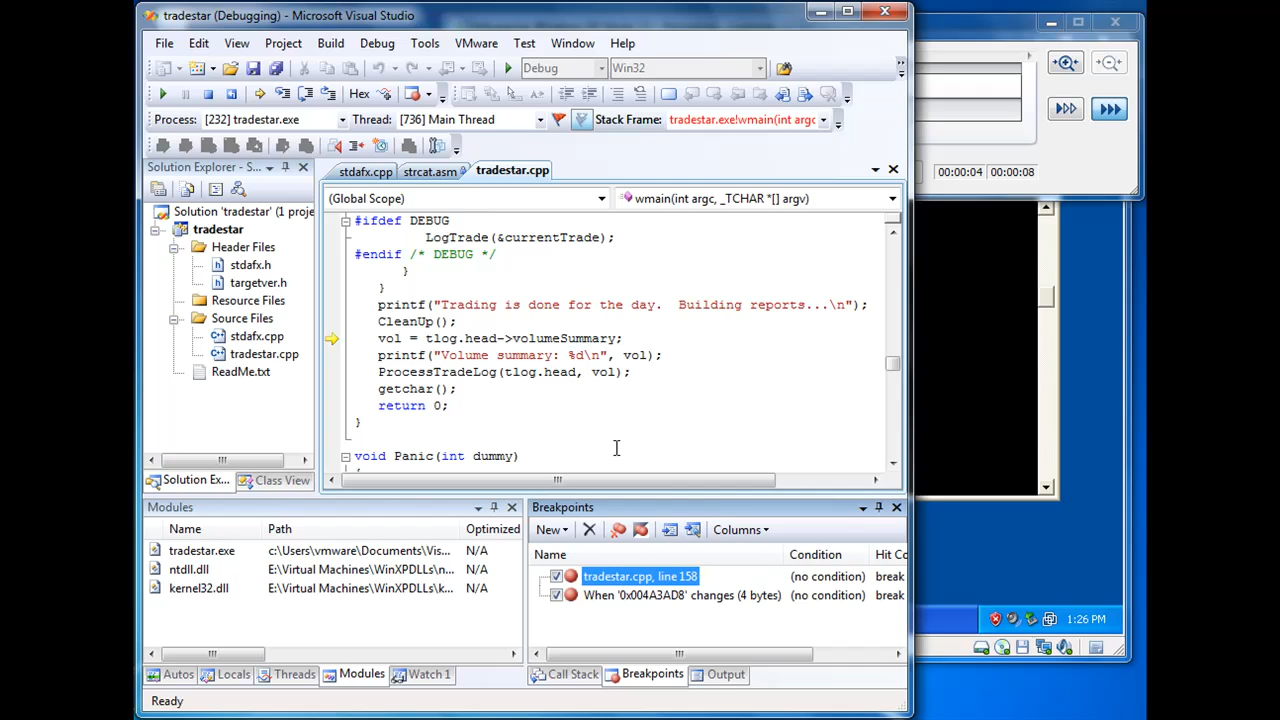 tradestar (Debugging) - Microsoft Visual Studio
File Edit View Project Build Debug Tools VMware Test Window Help
Debug Win32
Hex
Process: [232] tradestar.exe Thread: [736] Main Thread Stack Frame: tradestar.exe!wmain(int argc
Solution Explorer - S...
stdafx.cpp strcat.asm tradestar.cpp
00:00:04 00:00:08
(Global Scope) wmain(int argc, _TCHAR *[] argv)
Solution 'tradestar' (1 proje
tradestar
Header Files
stdafx.h
targetver.h
Resource Files
Source Files
stdafx.cpp
tradestar.cpp
ReadMe.txt
#ifdef DEBUG
LogTrade(&currentTrade);
#endif /* DEBUG */
}
}
printf("Trading is done for the day.  Building reports...\n");
CleanUp();
vol = tlog.head->volumeSummary;
printf("Volume summary: %d\n", vol);
ProcessTradeLog(tlog.head, vol);
getchar();
return 0;
}
void Panic(int dummy)
Solution Ex... Class View
Modules
Name Path Optimized
tradestar.exe c:\Users\vmware\Documents\Vis... N/A
ntdll.dll E:\Virtual Machines\WinXPDLLs\n... N/A
kernel32.dll E:\Virtual Machines\WinXPDLLs\k... N/A
Breakpoints
New Columns
Name Condition Hit Co
tradestar.cpp, line 158 (no condition) break
When '0x004A3AD8' changes (4 bytes) (no condition) break
Autos Locals Threads Modules Watch 1
Call Stack Breakpoints Output
Ready
1:26 PM